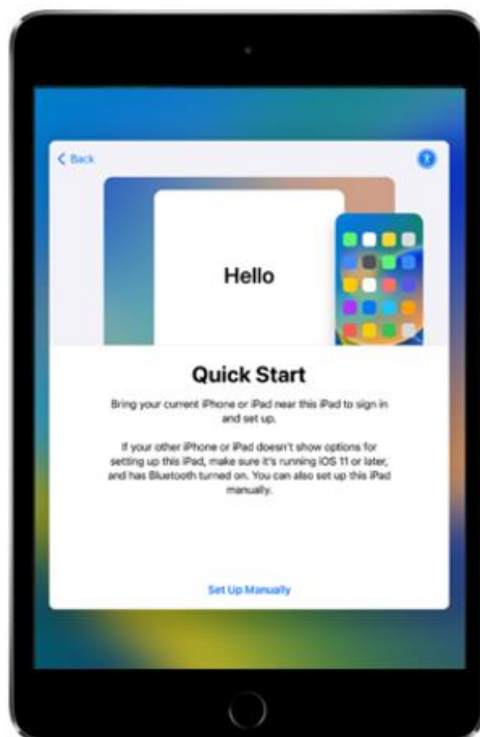 Back
Hello
Quick Start
Bring your current iPhone or iPad near this iPad to sign in
and set up.
If your other iPhone or iPad doesn't show options for
setting up this iPad, make sure it's running iOS 11 or later,
and has Bluetooth turned on. You can also set up this iPad
manually.
Set Up Manually